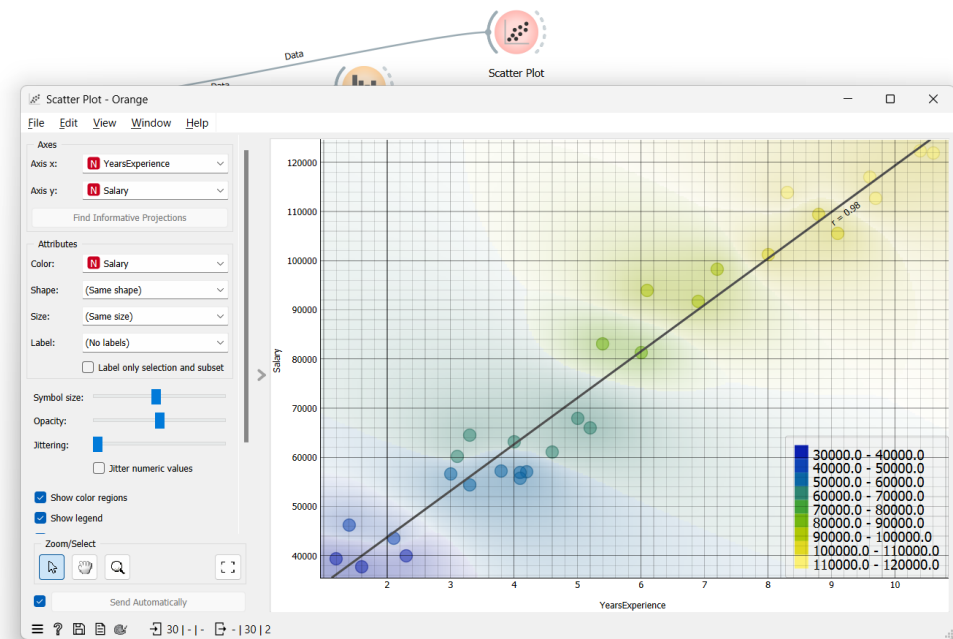 Data
Scatter Plot
Scatter Plot - Orange
File Edit View Window Help
Axes
Axis x: N YearsExperience
Axis y: N Salary
Find Informative Projections
Attributes
Color: N Salary
Shape: (Same shape)
Size: (Same size)
Label: (No labels)
Label only selection and subset
Symbol size:
Opacity:
Jittering:
Jitter numeric values
Show color regions
Show legend
Zoom/Select
Send Automatically
30 | - | - - | 30 | 2
120000
110000
100000
90000
80000
70000
60000
50000
40000
Salary
r = 0.98
30000.0 - 40000.0
40000.0 - 50000.0
50000.0 - 60000.0
60000.0 - 70000.0
70000.0 - 80000.0
80000.0 - 90000.0
90000.0 - 100000.0
100000.0 - 110000.0
110000.0 - 120000.0
2 3 4 5 6 7 8 9 10
YearsExperience